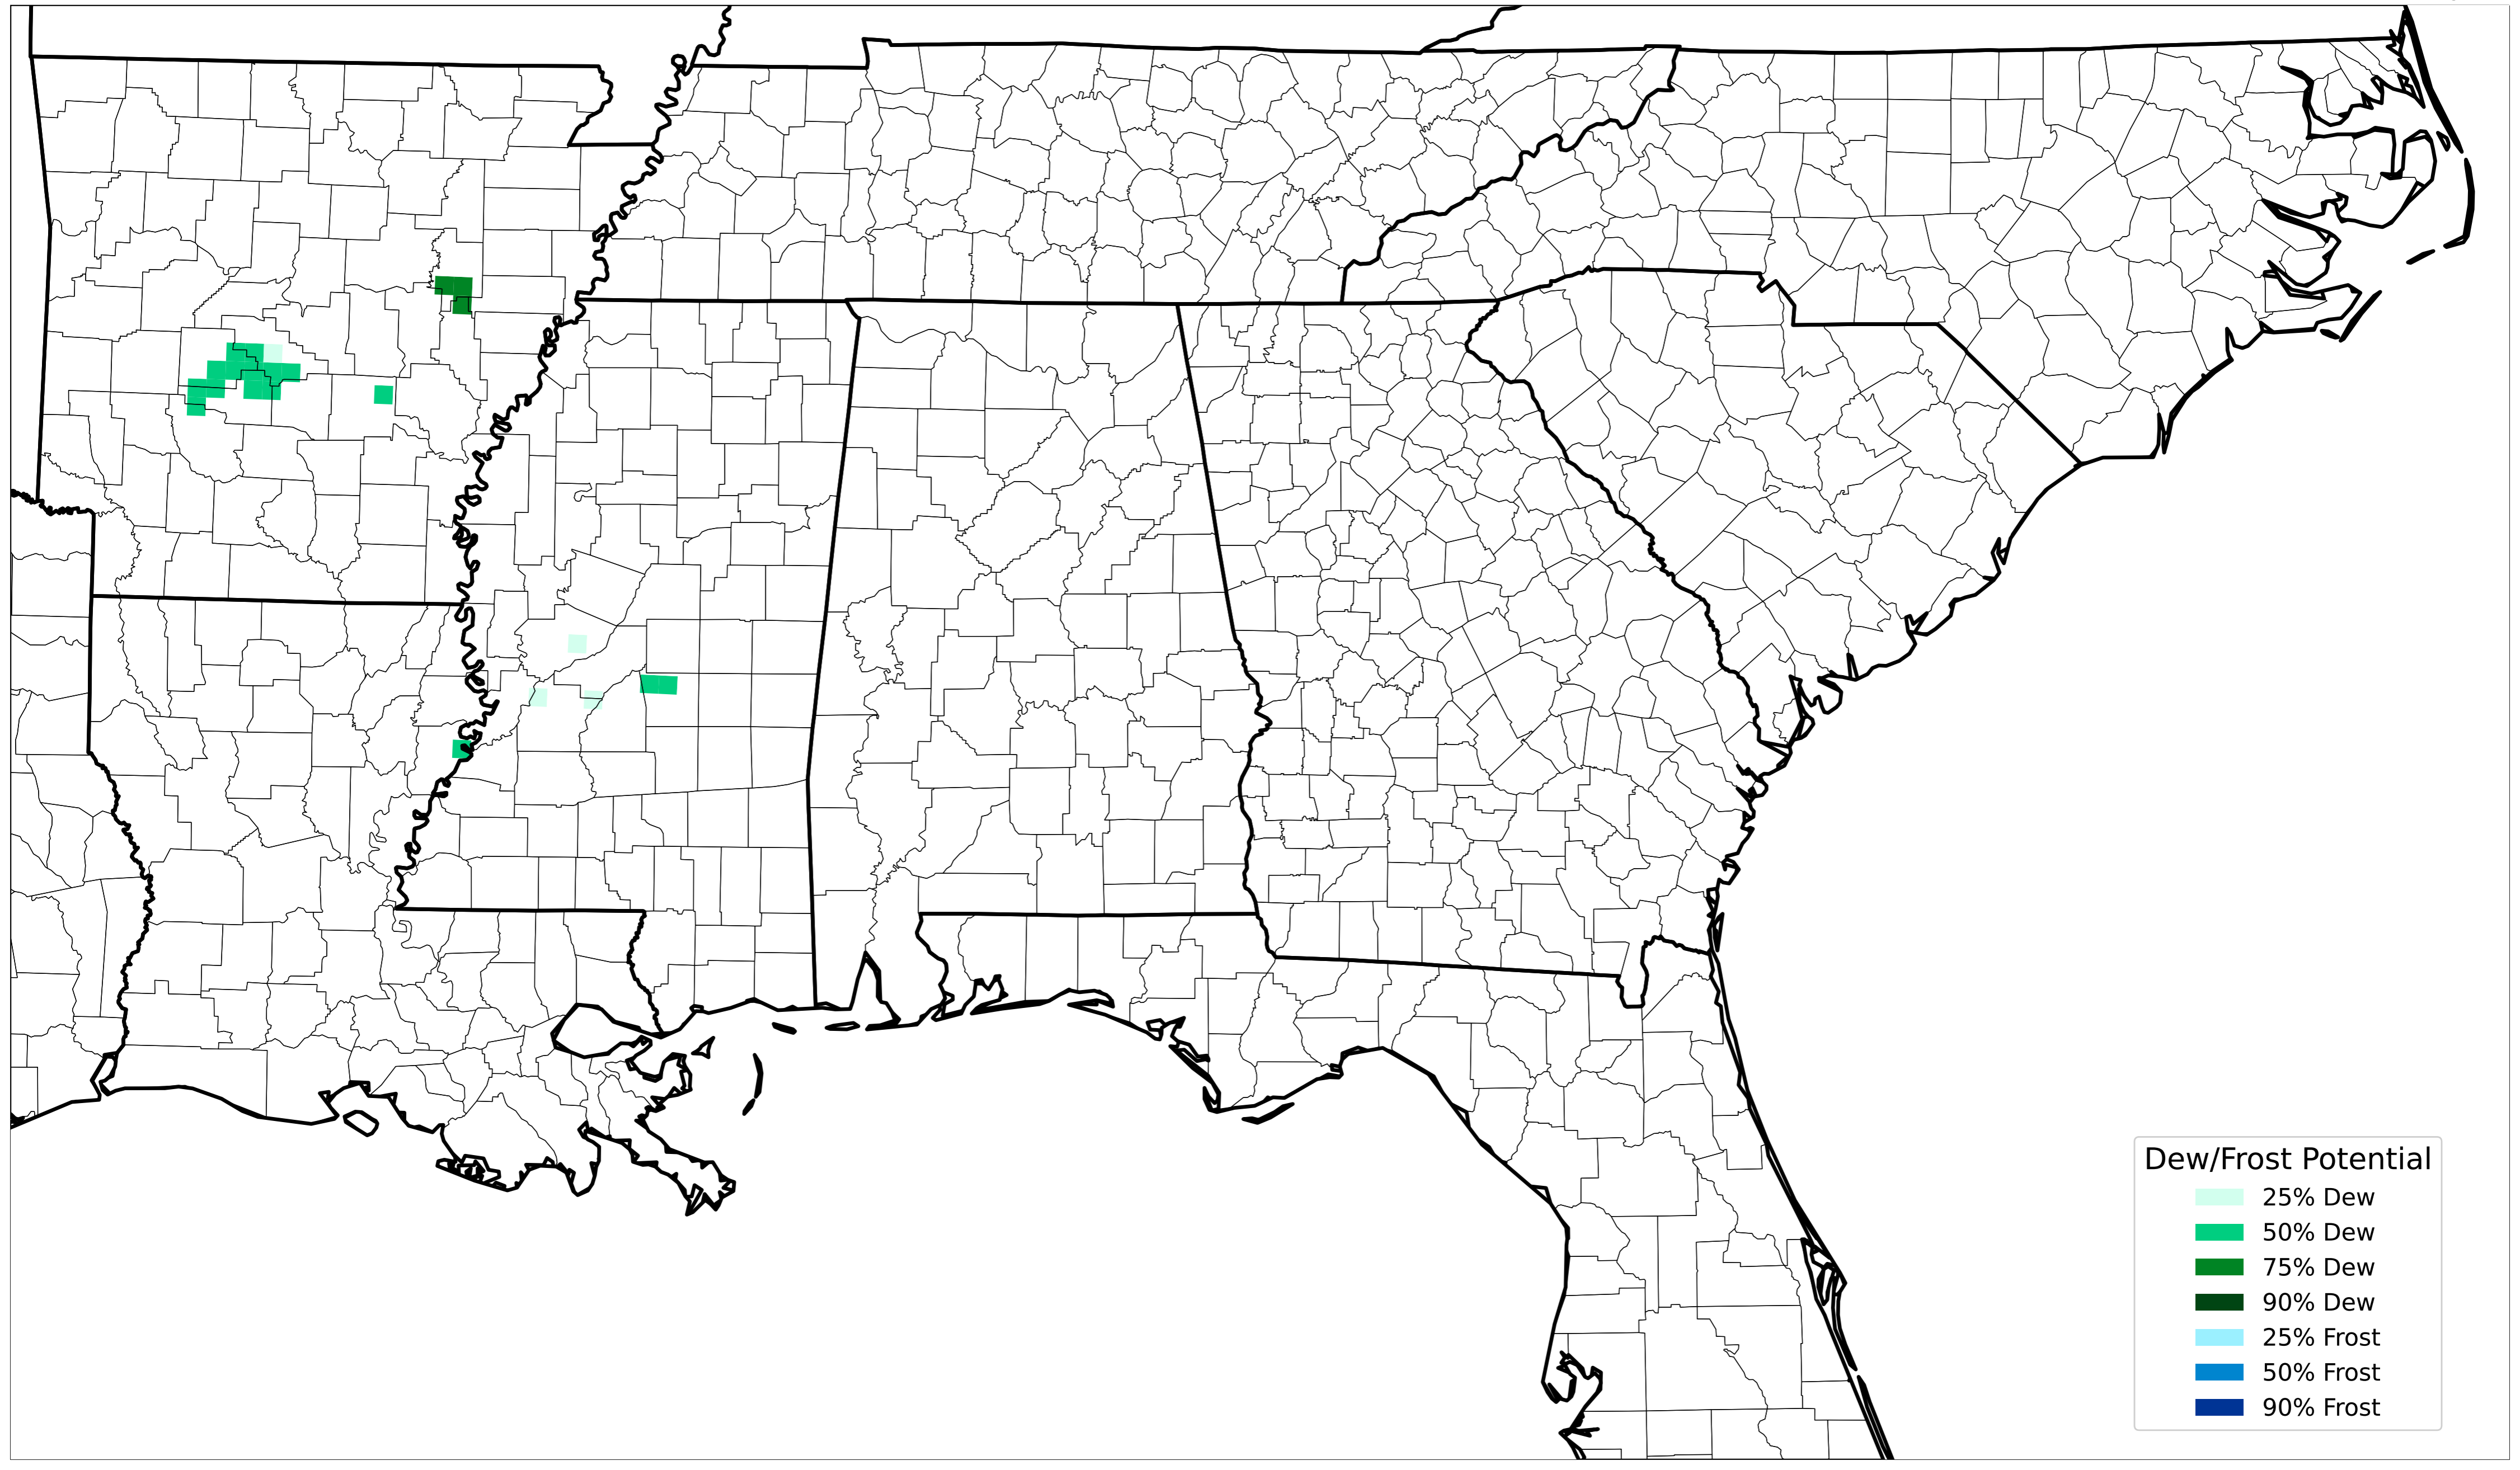 Dew/Frost Potential
25% Dew
50% Dew
75% Dew
90% Dew
25% Frost
50% Frost
90% Frost